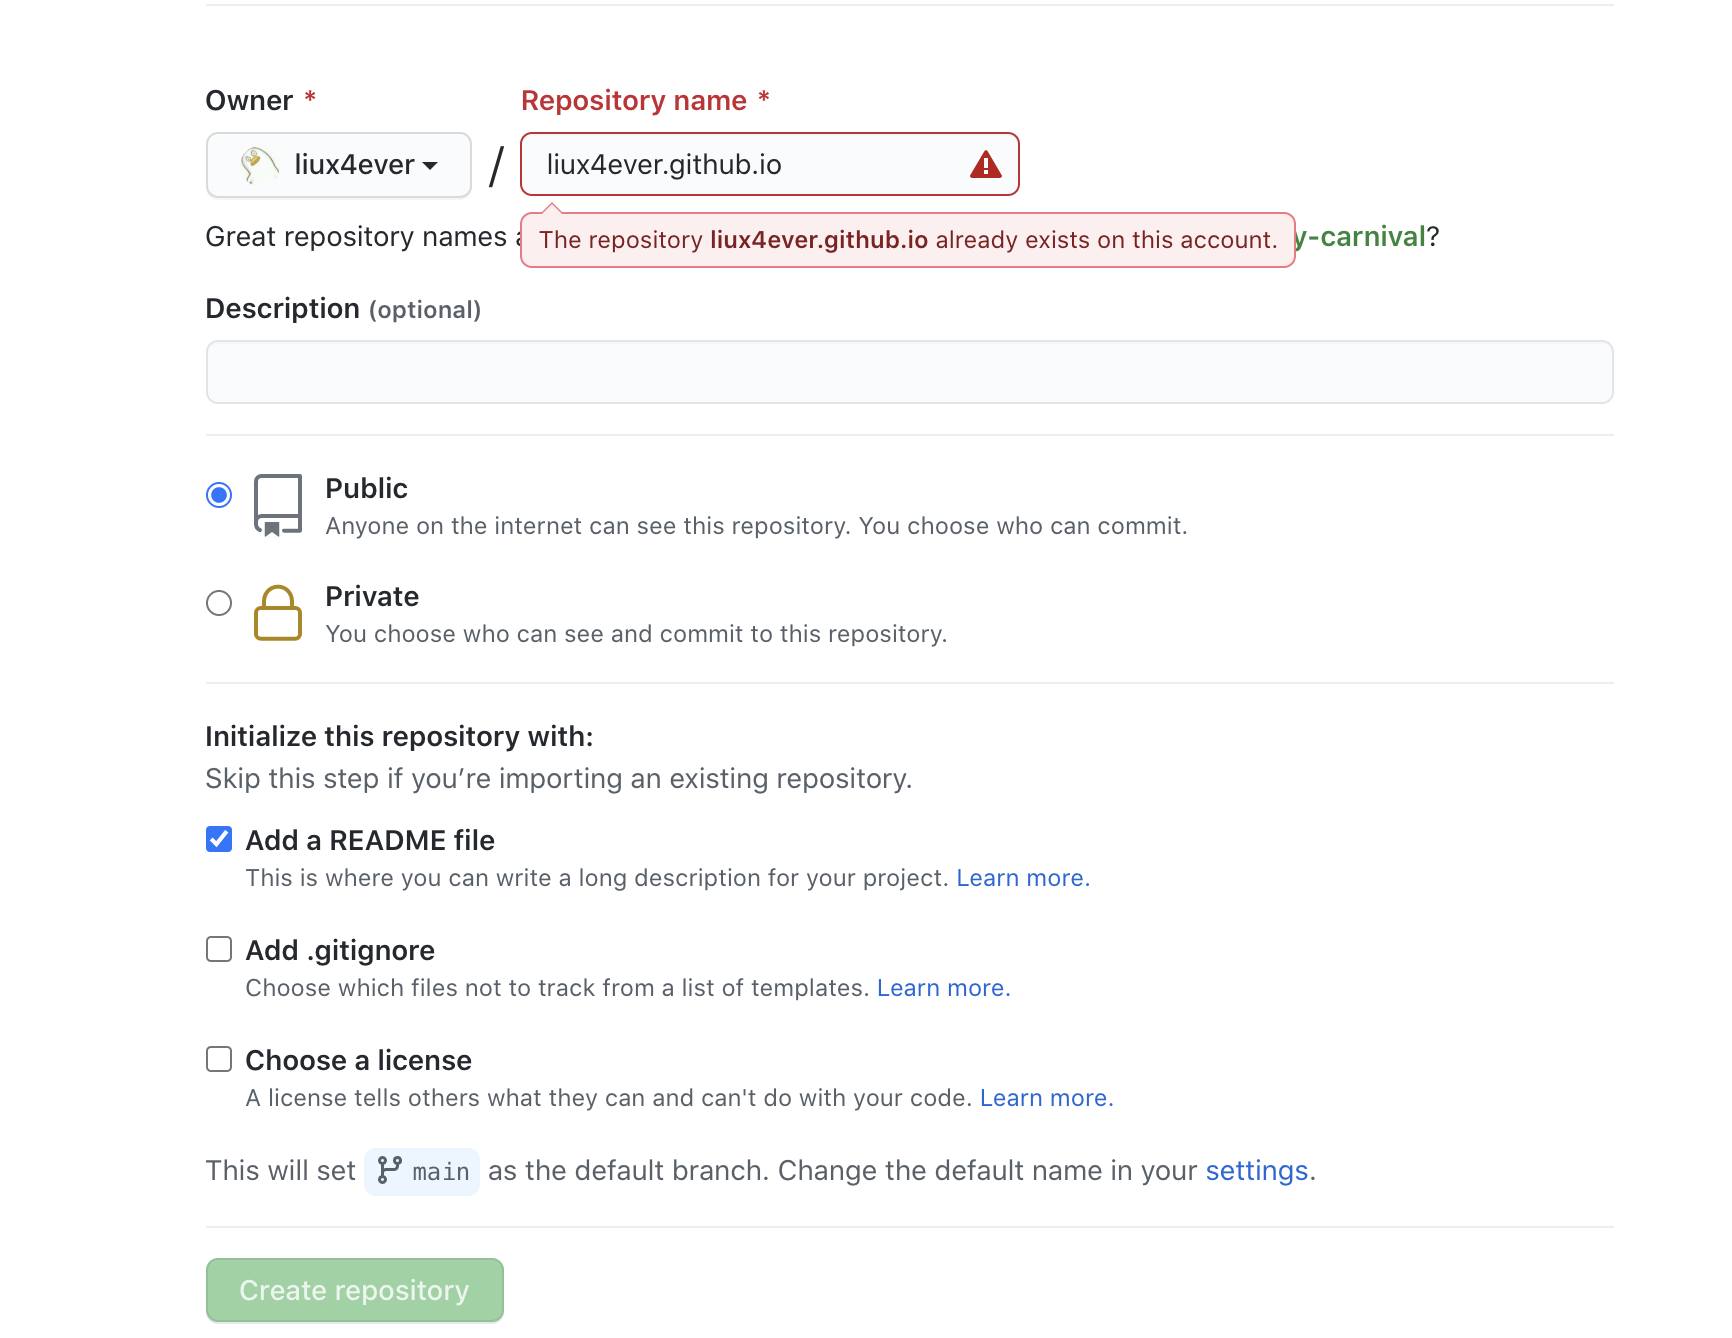 Owner *
Repository name *
liux4ever / liux4ever.github.io
Great repository names
The repository liux4ever.github.io already exists on this account.
y-carnival?
Description (optional)
Public
Anyone on the internet can see this repository. You choose who can commit.
Private
You choose who can see and commit to this repository.
Initialize this repository with:
Skip this step if you’re importing an existing repository.
Add a README file
This is where you can write a long description for your project. Learn more.
Add .gitignore
Choose which files not to track from a list of templates. Learn more.
Choose a license
A license tells others what they can and can't do with your code. Learn more.
This will set main as the default branch. Change the default name in your settings.
Create repository